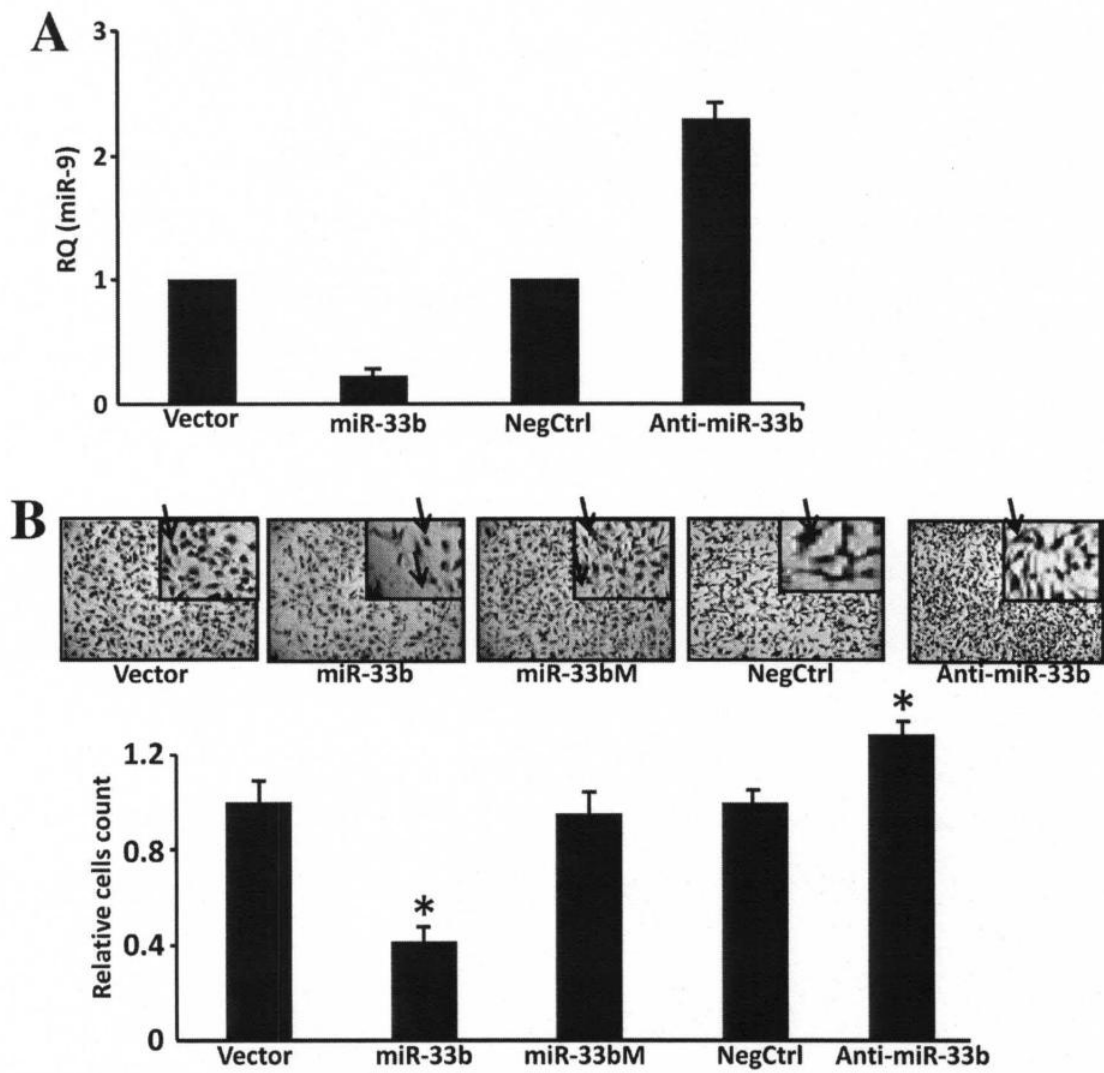 A
3
2
1
0
RQ (miR-9)
Vector miR-33b NegCtrl Anti-miR-33b
B
Vector miR-33b miR-33bM NegCtrl Anti-miR-33b
1.2
0.8
0.4
0
Relative cells count
* *
Vector miR-33b miR-33bM NegCtrl Anti-miR-33b